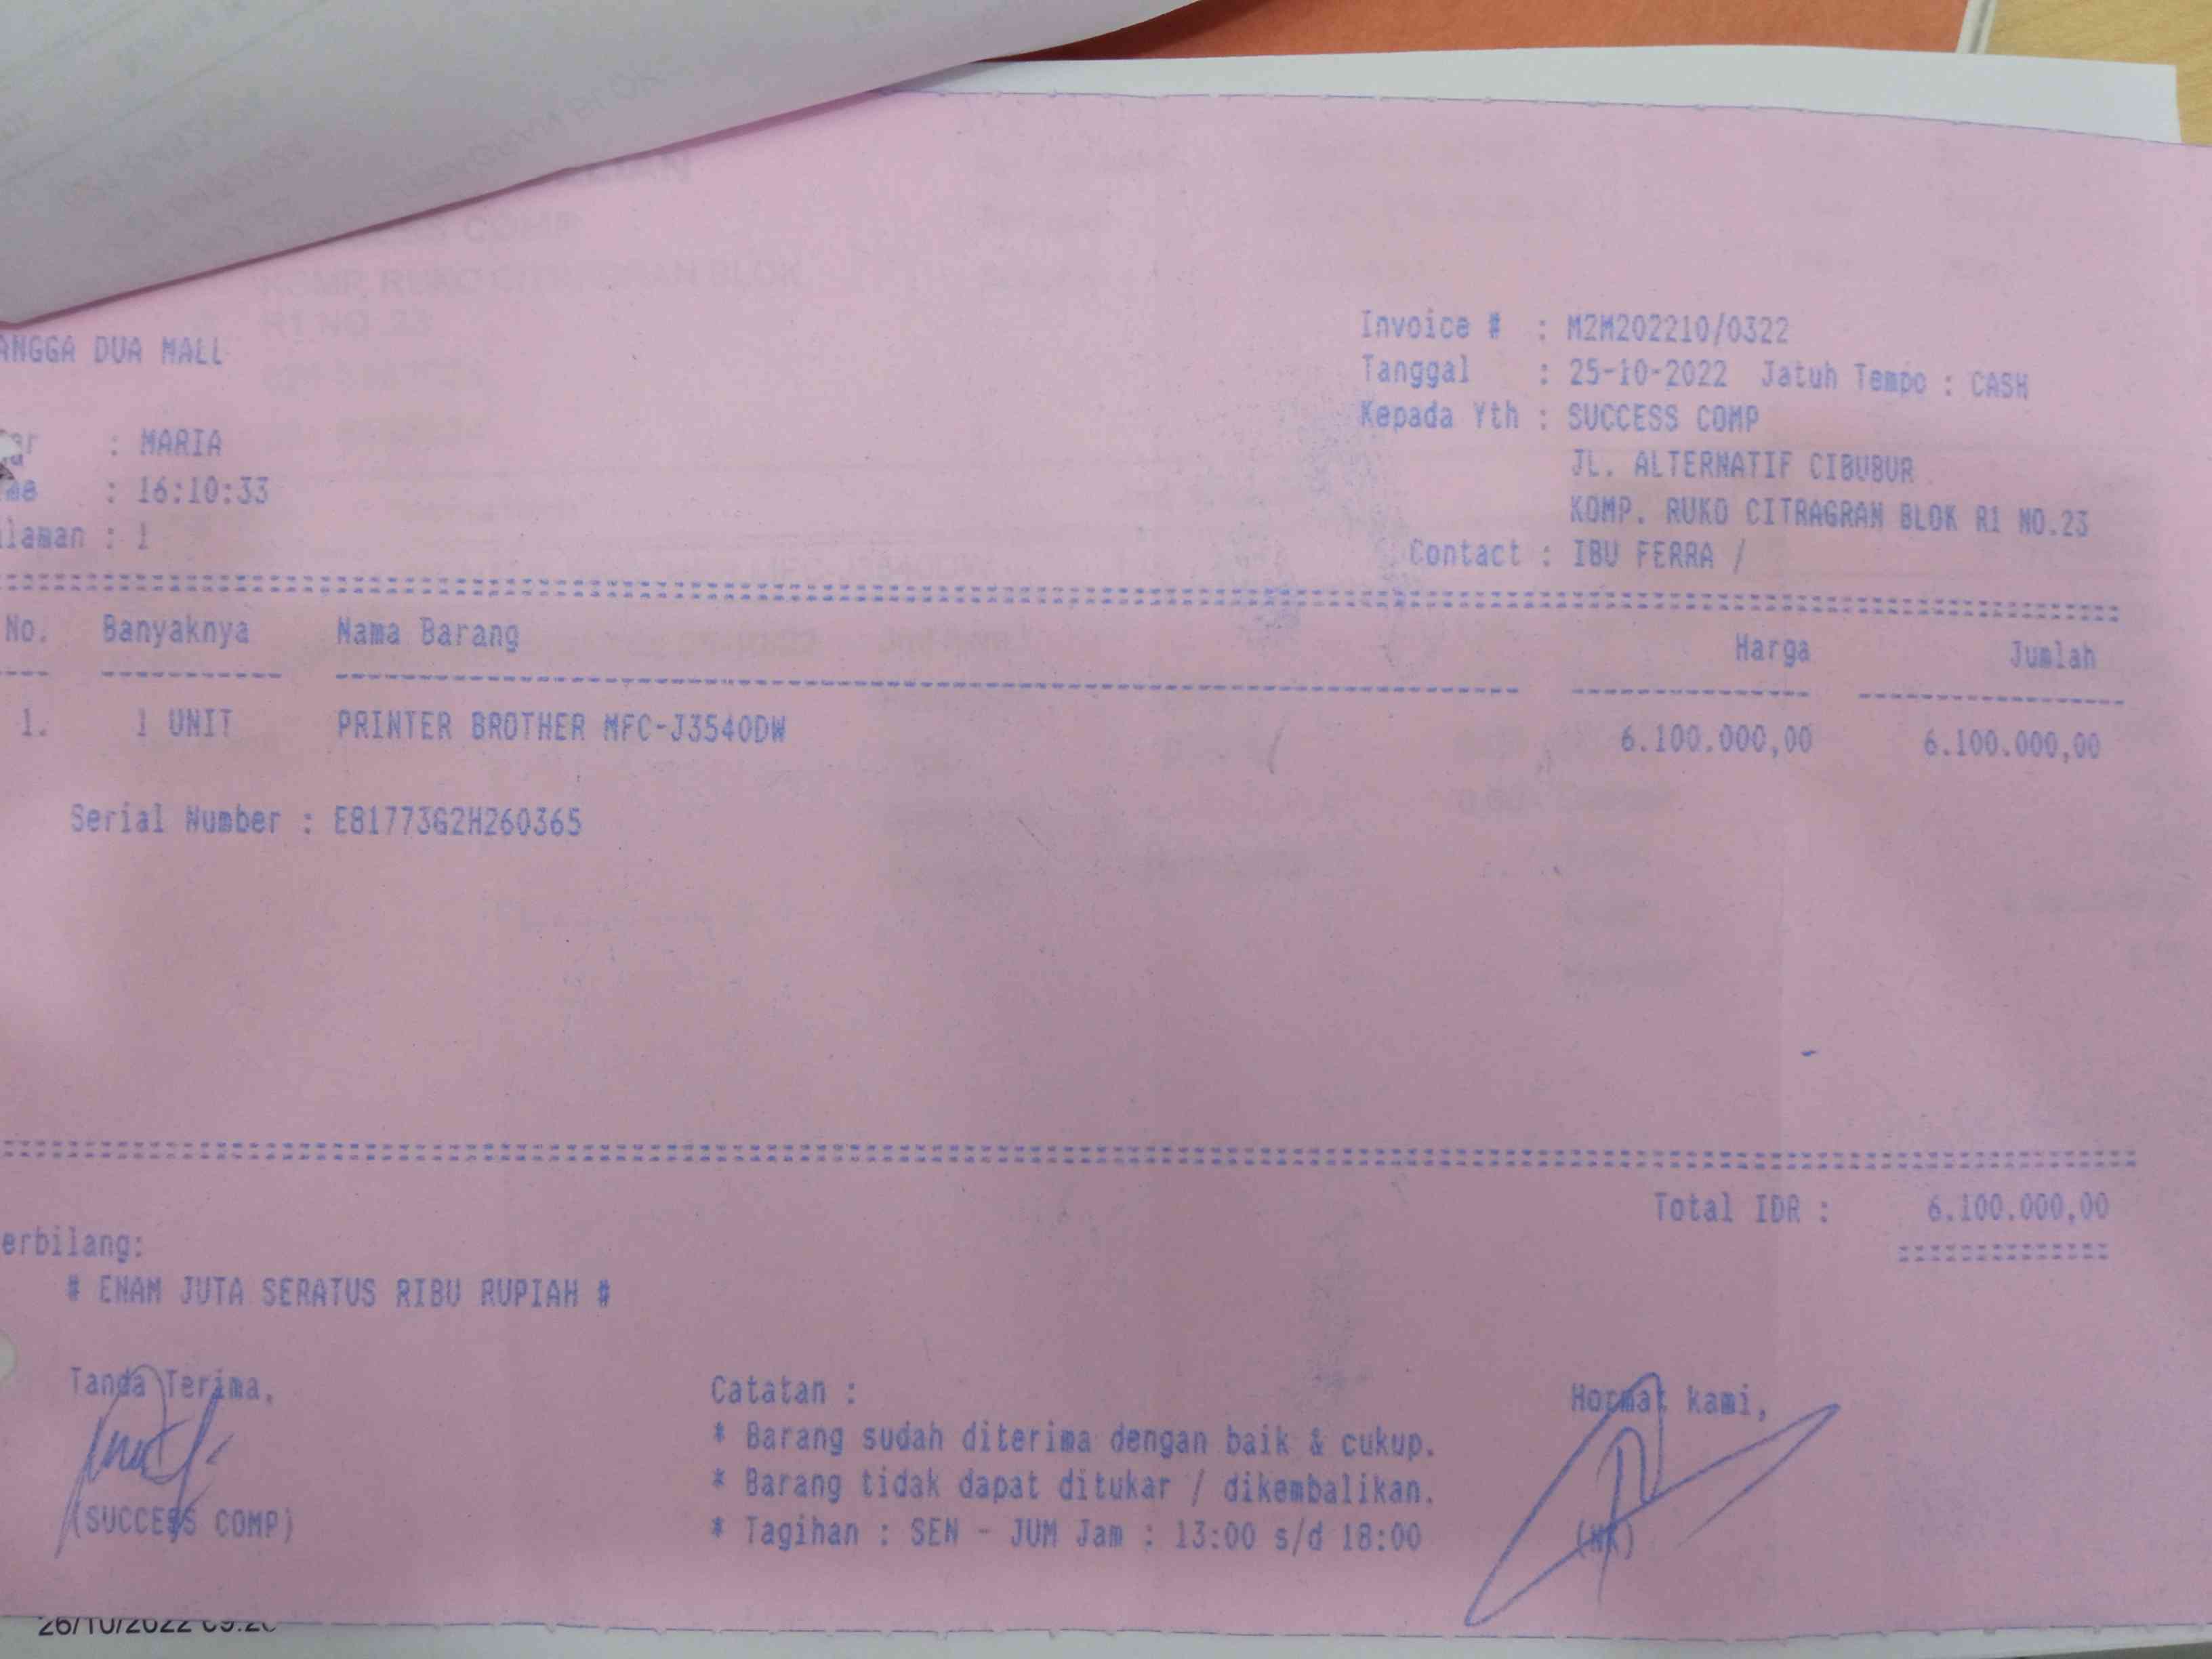 ANGGA DUA MALL
Invoice # : M2M202210/0322
Tanggal : 25-10-2022 Jatuh Tempo : CASH
Kepada Yth : SUCCESS COMP
JL. ALTERNATIF CIBUBUR
: MARIA
: 16:10:33
KOMP. RUKO CITRAGRAN BLOK R1 NO.23
laman : 1
Contact : IBU FERRA /
No. Banyaknya Nama Barang Harga Jumlah
1. 1 UNIT PRINTER BROTHER MFC-J3540DW 6.100.000,00 6.100.000,00
Serial Number : E81773G2H260365
Total IDR : 6.100.000,00
erbilang:
# ENAM JUTA SERATUS RIBU RUPIAH #
Tanda Terima,
(SUCCESS COMP)
Catatan :
* Barang sudah diterima dengan baik & cukup.
* Barang tidak dapat ditukar / dikembalikan.
* Tagihan : SEN - JUM Jam : 13:00 s/d 18:00
Hormat kami,
(NK)
26/10/2022